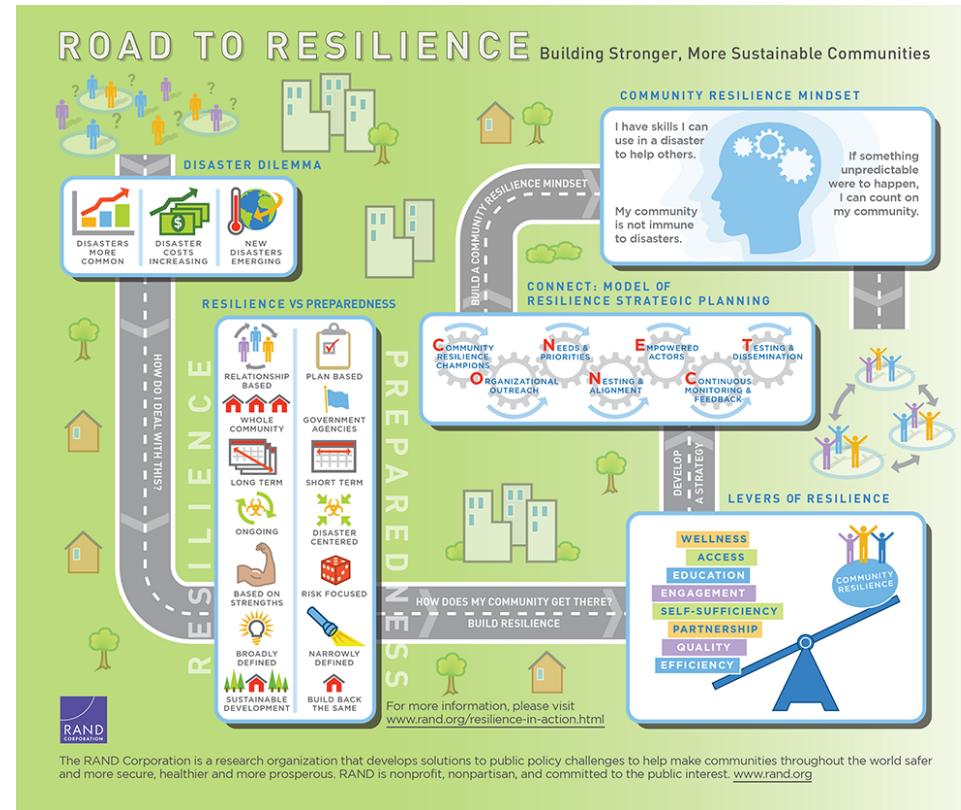 ROAD TO RESILIENCE Building Stronger, More Sustainable Communities
? ? ? ?
DISASTER DILEMMA
DISASTERS
MORE
COMMON
$
DISASTER
COSTS
INCREASING
NEW
DISASTERS
EMERGING
HOW DO I DEAL WITH THIS?
RESILIENCE VS PREPAREDNESS
RESILIENCE
RELATIONSHIP
BASED
WHOLE
COMMUNITY
LONG TERM
ONGOING
BASED ON
STRENGTHS
BROADLY
DEFINED
SUSTAINABLE
DEVELOPMENT
PREPAREDNESS
PLAN BASED
GOVERNMENT
AGENCIES
SHORT TERM
DISASTER
CENTERED
RISK FOCUSED
NARROWLY
DEFINED
BUILD BACK
THE SAME
HOW DOES MY COMMUNITY GET THERE?
BUILD RESILIENCE
LEVERS OF RESILIENCE
WELLNESS
ACCESS
EDUCATION
ENGAGEMENT
SELF-SUFFICIENCY
PARTNERSHIP
QUALITY
EFFICIENCY
COMMUNITY
RESILIENCE
DEVELOP
A STRATEGY
CONNECT: MODEL OF
RESILIENCE STRATEGIC PLANNING
COMMUNITY
RESILIENCE
CHAMPIONS
ORGANIZATIONAL
OUTREACH
NEEDS &
PRIORITIES
NESTING &
ALIGNMENT
EMPOWERED
ACTORS
CONTINUOUS
MONITORING &
FEEDBACK
TESTING &
DISSEMINATION
BUILD A COMMUNITY RESILIENCE MINDSET
COMMUNITY RESILIENCE MINDSET
I have skills I can
use in a disaster
to help others.
My community
is not immune
to disasters.
If something
unpredictable
were to happen,
I can count on
my community.
For more information, please visit
www.rand.org/resilience-in-action.html
RAND
CORPORATION
The RAND Corporation is a research organization that develops solutions to public policy challenges to help make communities throughout the world safer
and more secure, healthier and more prosperous. RAND is nonprofit, nonpartisan, and committed to the public interest. www.rand.org